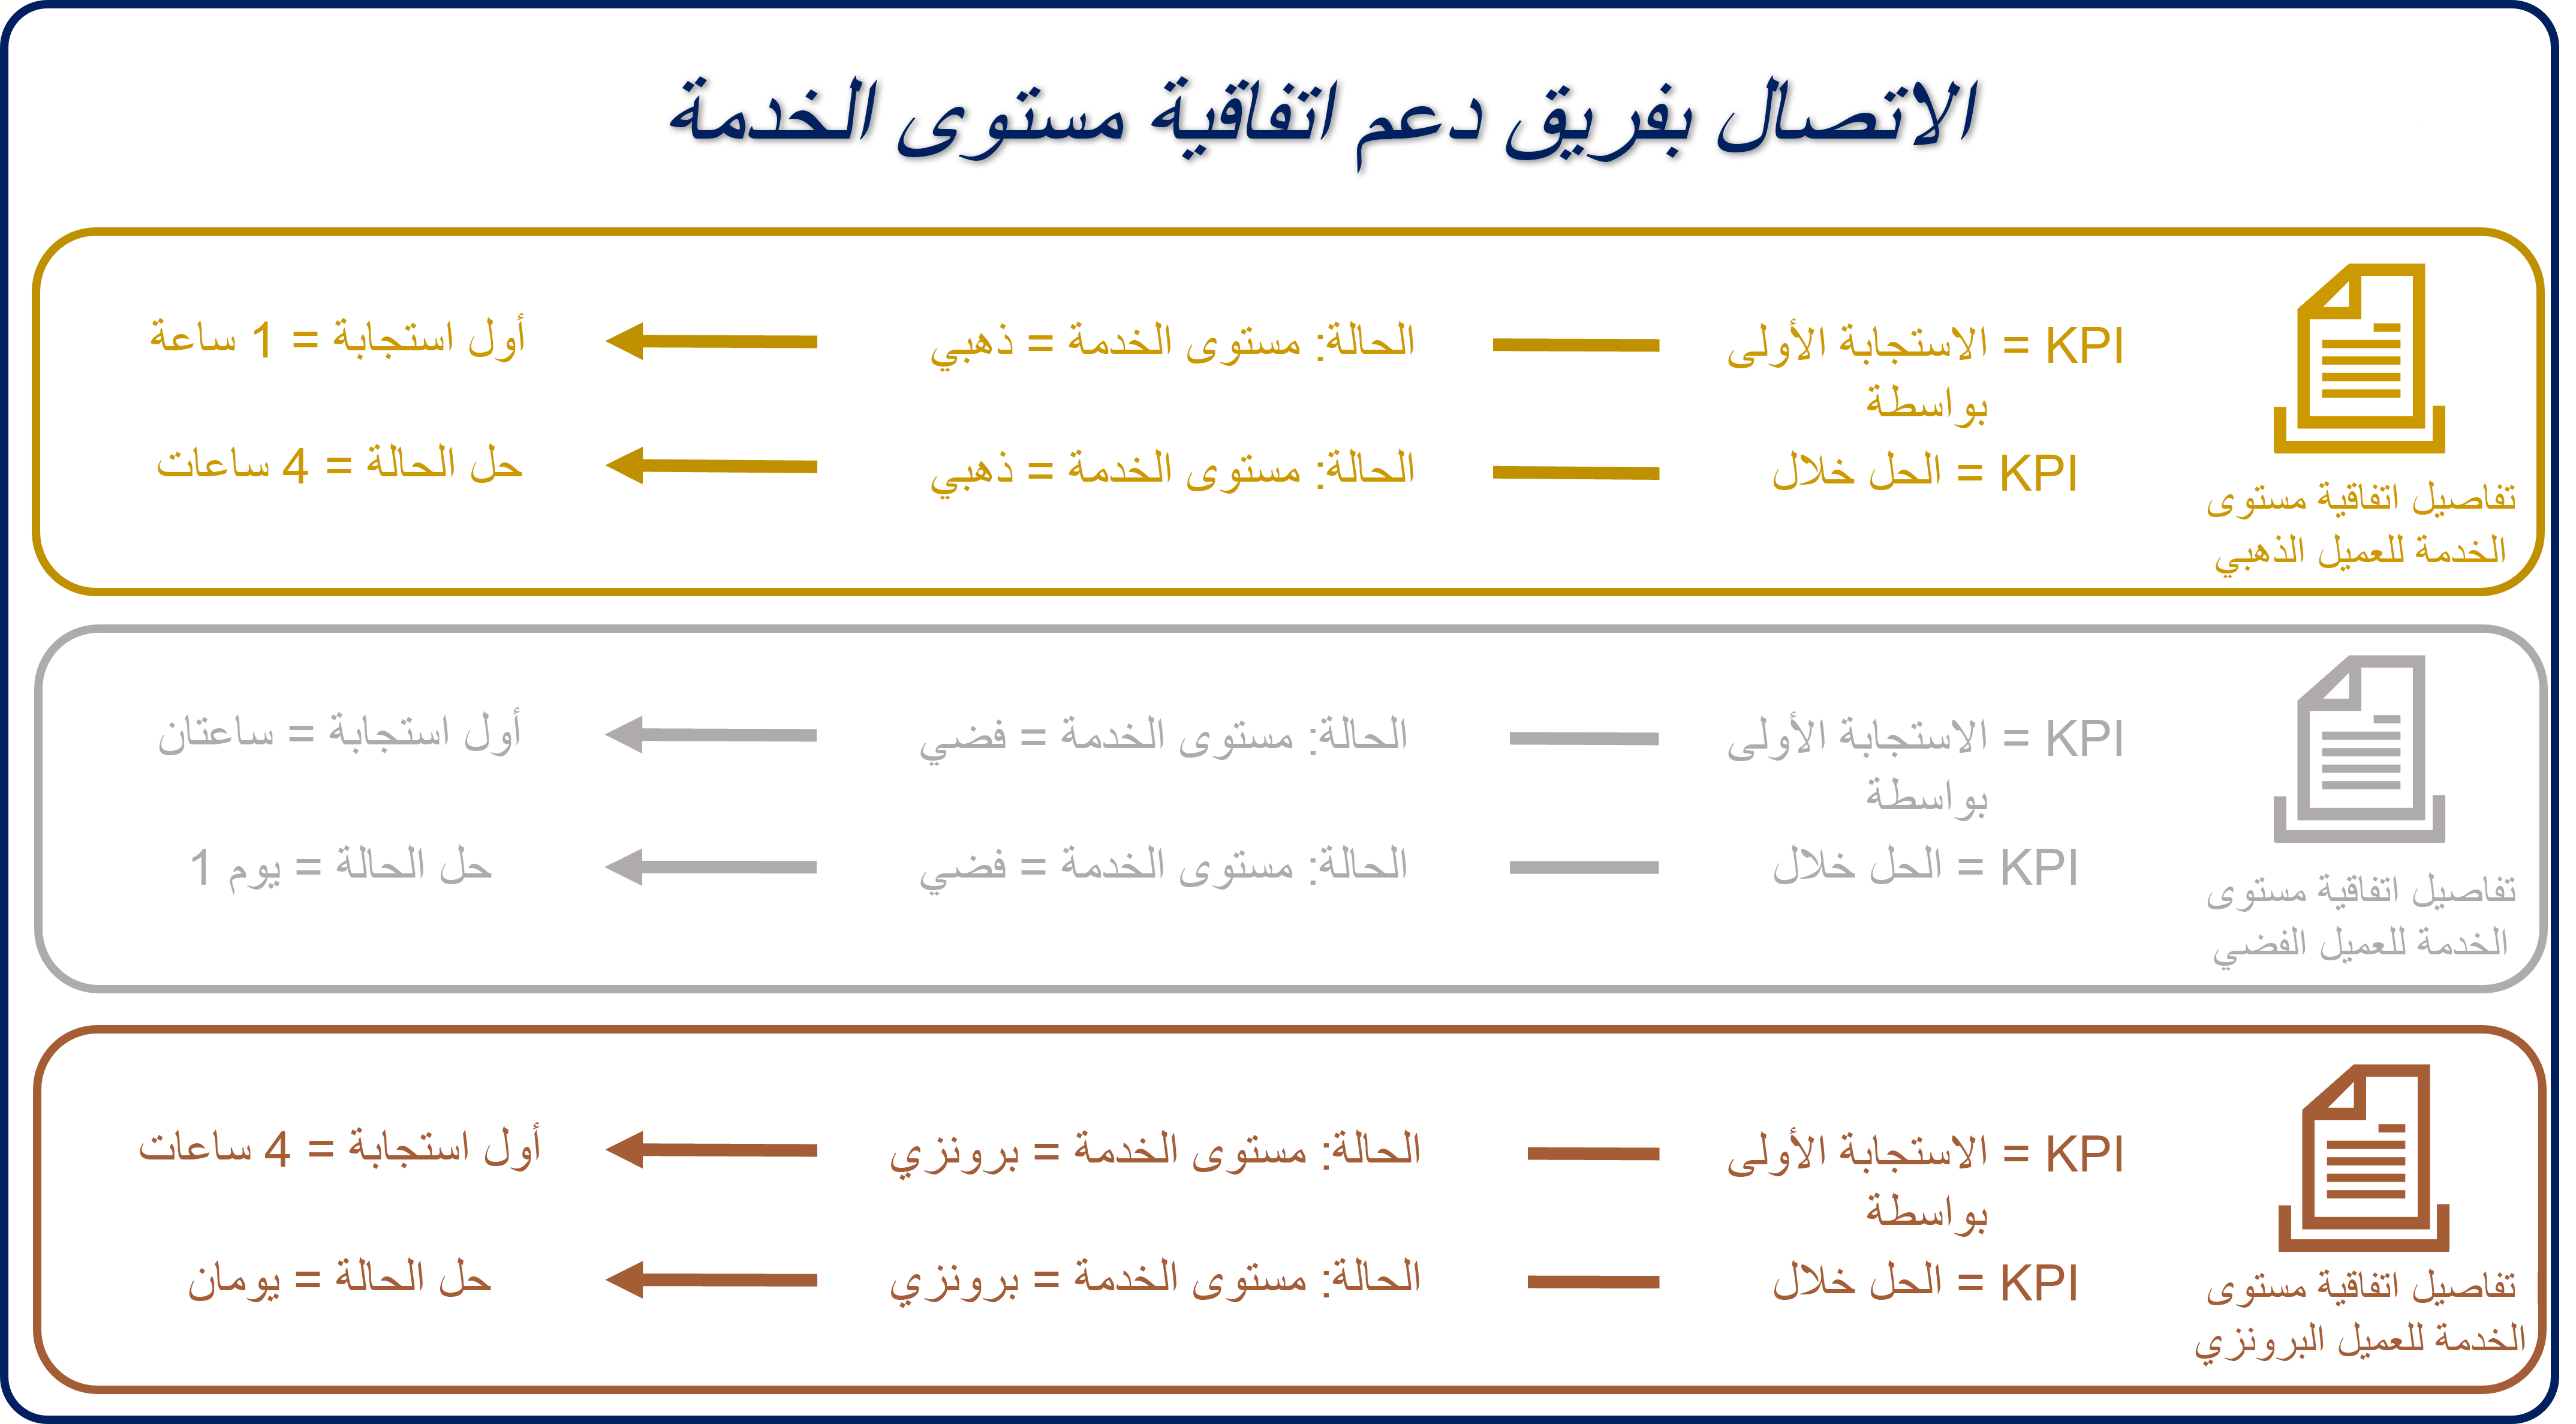 الاتصال بفريق دعم اتفاقية مستوى الخدمة
تفاصيل اتفاقية مستوى
الخدمة للعميل الذهبي
KPI = الاستجابة الأولى
بواسطة
الحالة: مستوى الخدمة = ذهبي
أول استجابة = 1 ساعة
KPI = الحل خلال
الحالة: مستوى الخدمة = ذهبي
حل الحالة = 4 ساعات
تفاصيل اتفاقية مستوى
الخدمة للعميل الفضي
KPI = الاستجابة الأولى
بواسطة
الحالة: مستوى الخدمة = فضي
أول استجابة = ساعتان
KPI = الحل خلال
الحالة: مستوى الخدمة = فضي
حل الحالة = يوم 1
تفاصيل اتفاقية مستوى
الخدمة للعميل البرونزي
KPI = الاستجابة الأولى
بواسطة
الحالة: مستوى الخدمة = برونزي
أول استجابة = 4 ساعات
KPI = الحل خلال
الحالة: مستوى الخدمة = برونزي
حل الحالة = يومان